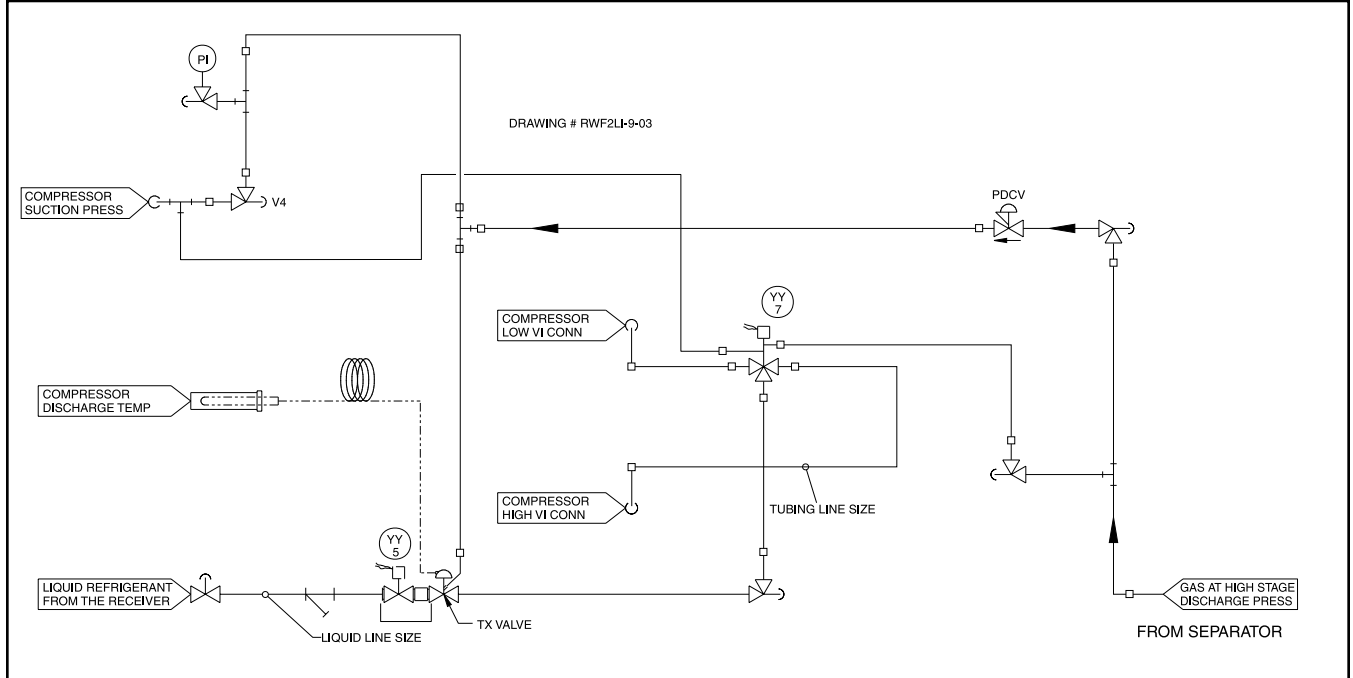 PI
DRAWING # RWF2LI-9-03
COMPRESSOR
SUCTION PRESS
V4
PDCV
YY
7
COMPRESSOR
LOW VI CONN
COMPRESSOR
DISCHARGE TEMP
COMPRESSOR
HIGH VI CONN
TUBING LINE SIZE
YY
5
LIQUID REFRIGERANT
FROM THE RECEIVER
GAS AT HIGH STAGE
DISCHARGE PRESS
TX VALVE
LIQUID LINE SIZE
FROM SEPARATOR